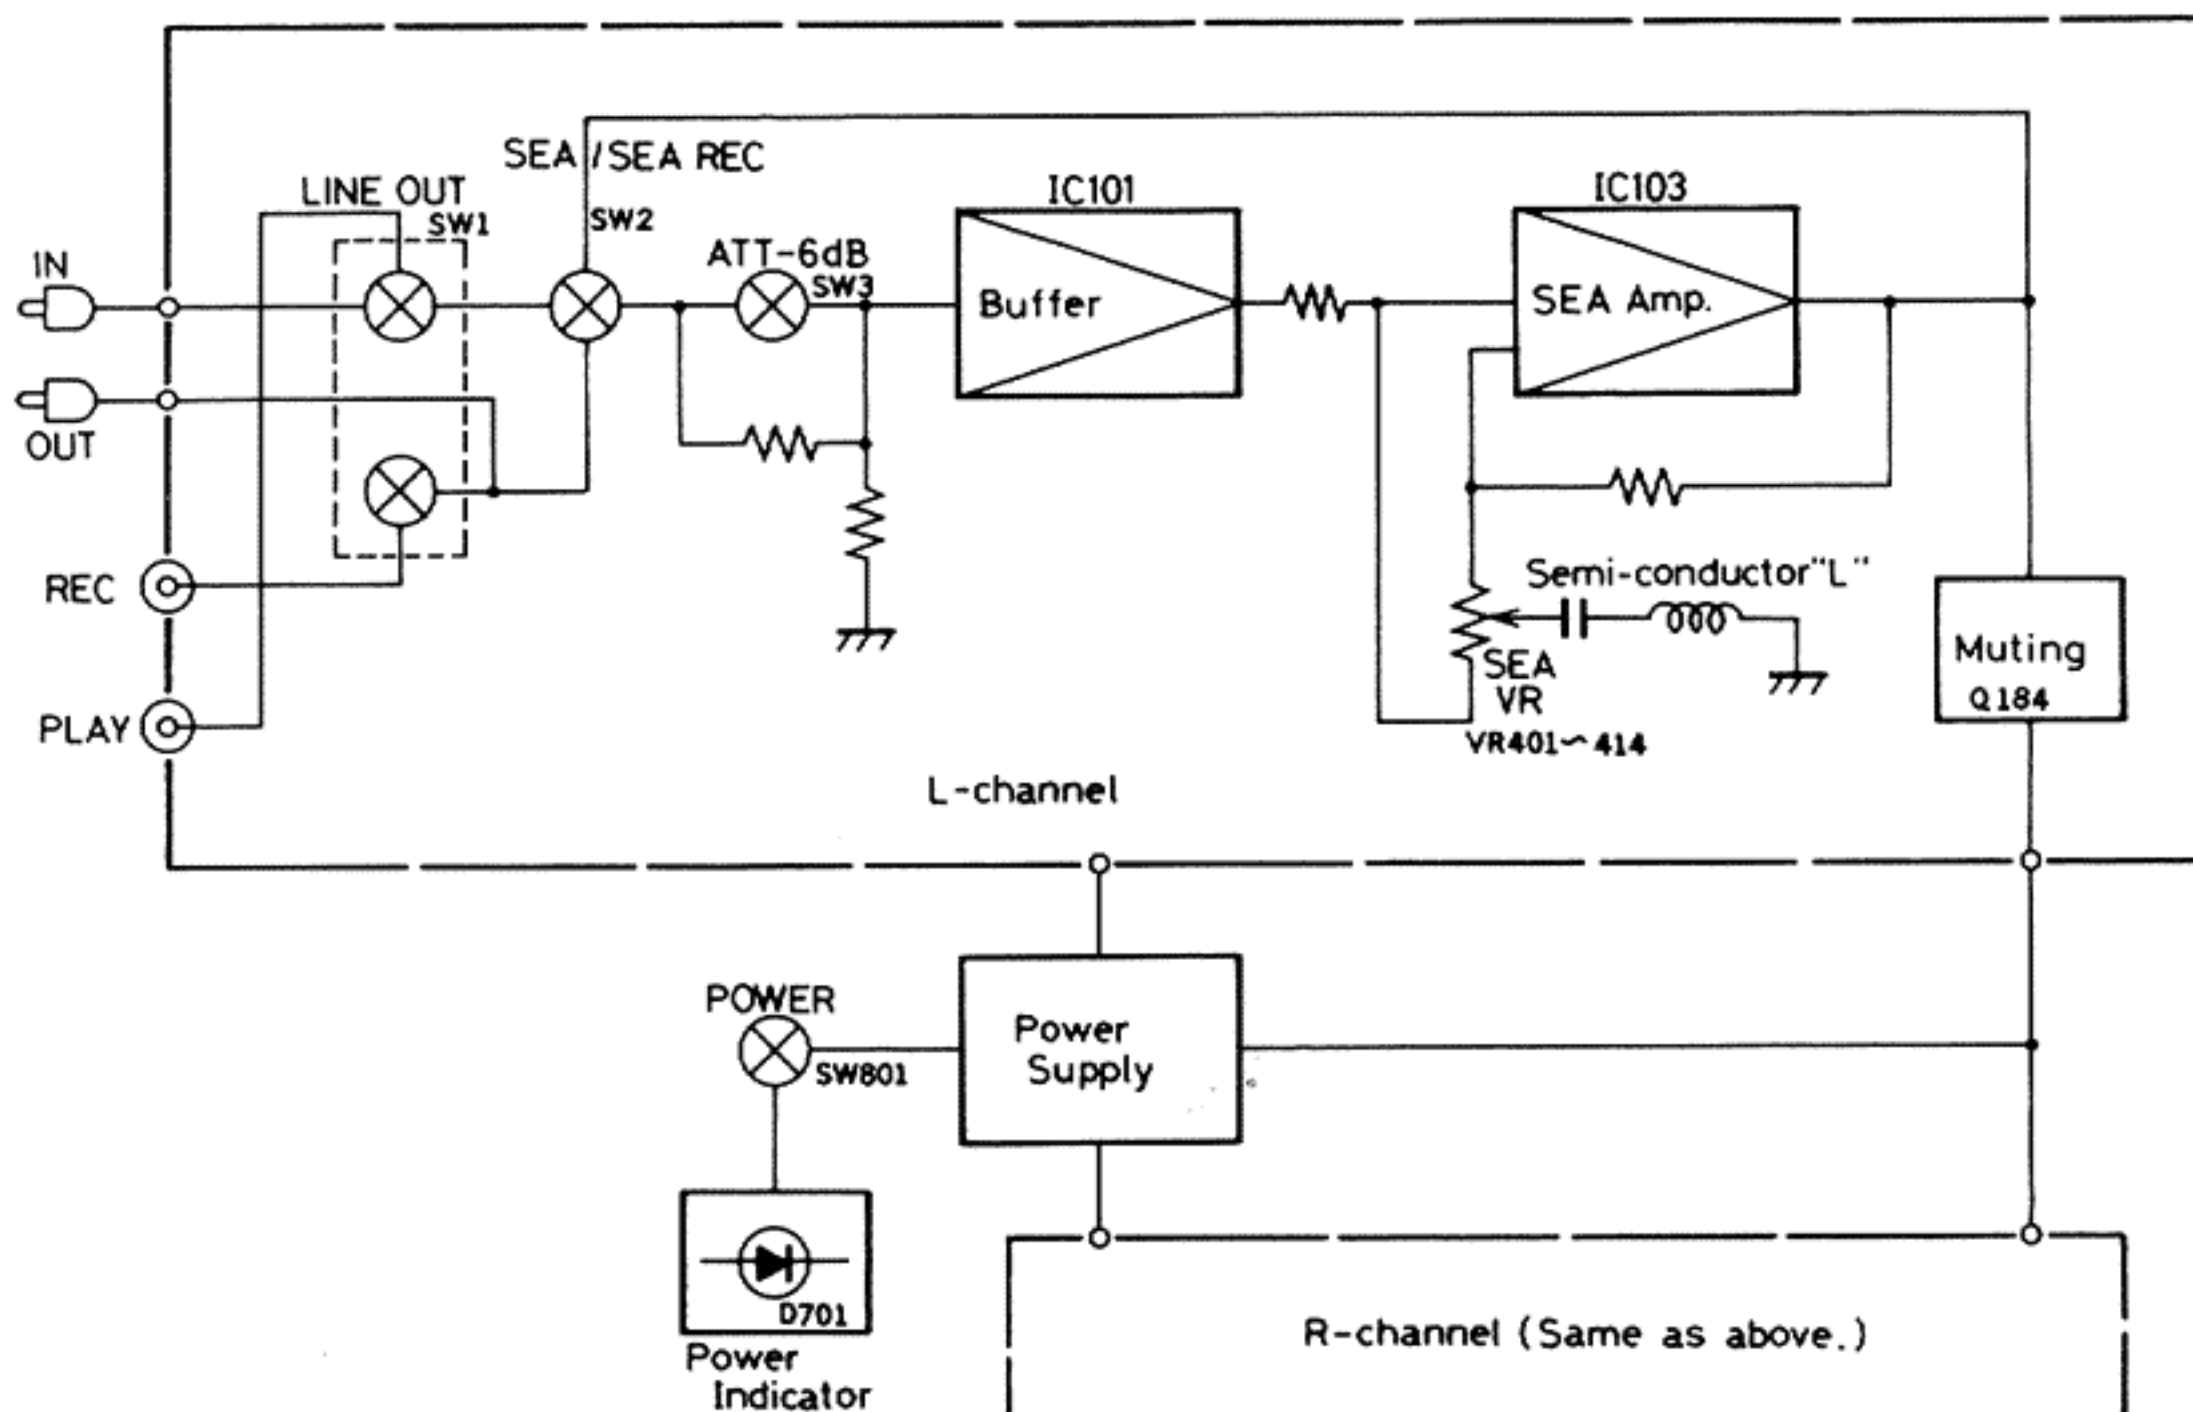 SEA/SEA REC
LINE OUT
SW1
SW2
IC101
IC103
IN
ATT-6dB
SW3
Buffer
SEA Amp.
OUT
REC
Semi-conductor"L"
SEA
VR
VR401~414
Muting
Q184
PLAY
L-channel
POWER
SW801
Power
Supply
D701
Power
Indicator
R-channel (Same as above.)